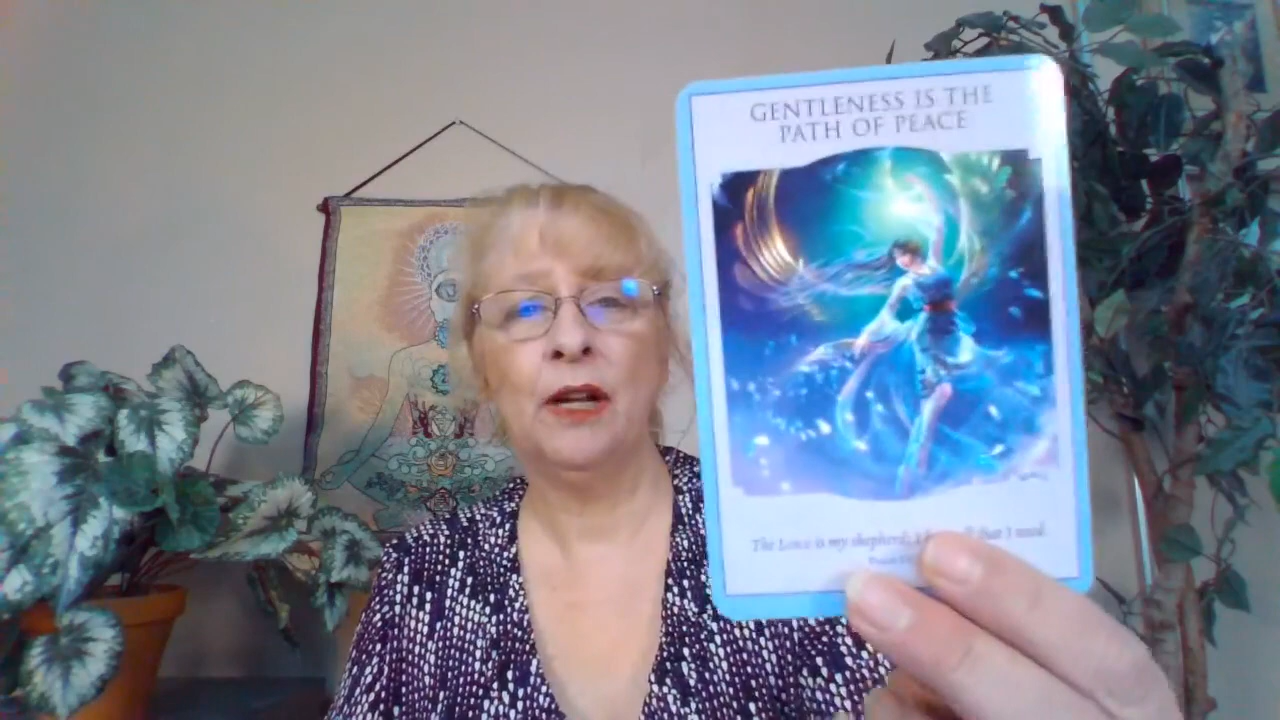 GENTLENESS IS THE
PATH OF PEACE
The LORD is my shepherd; I that I need.